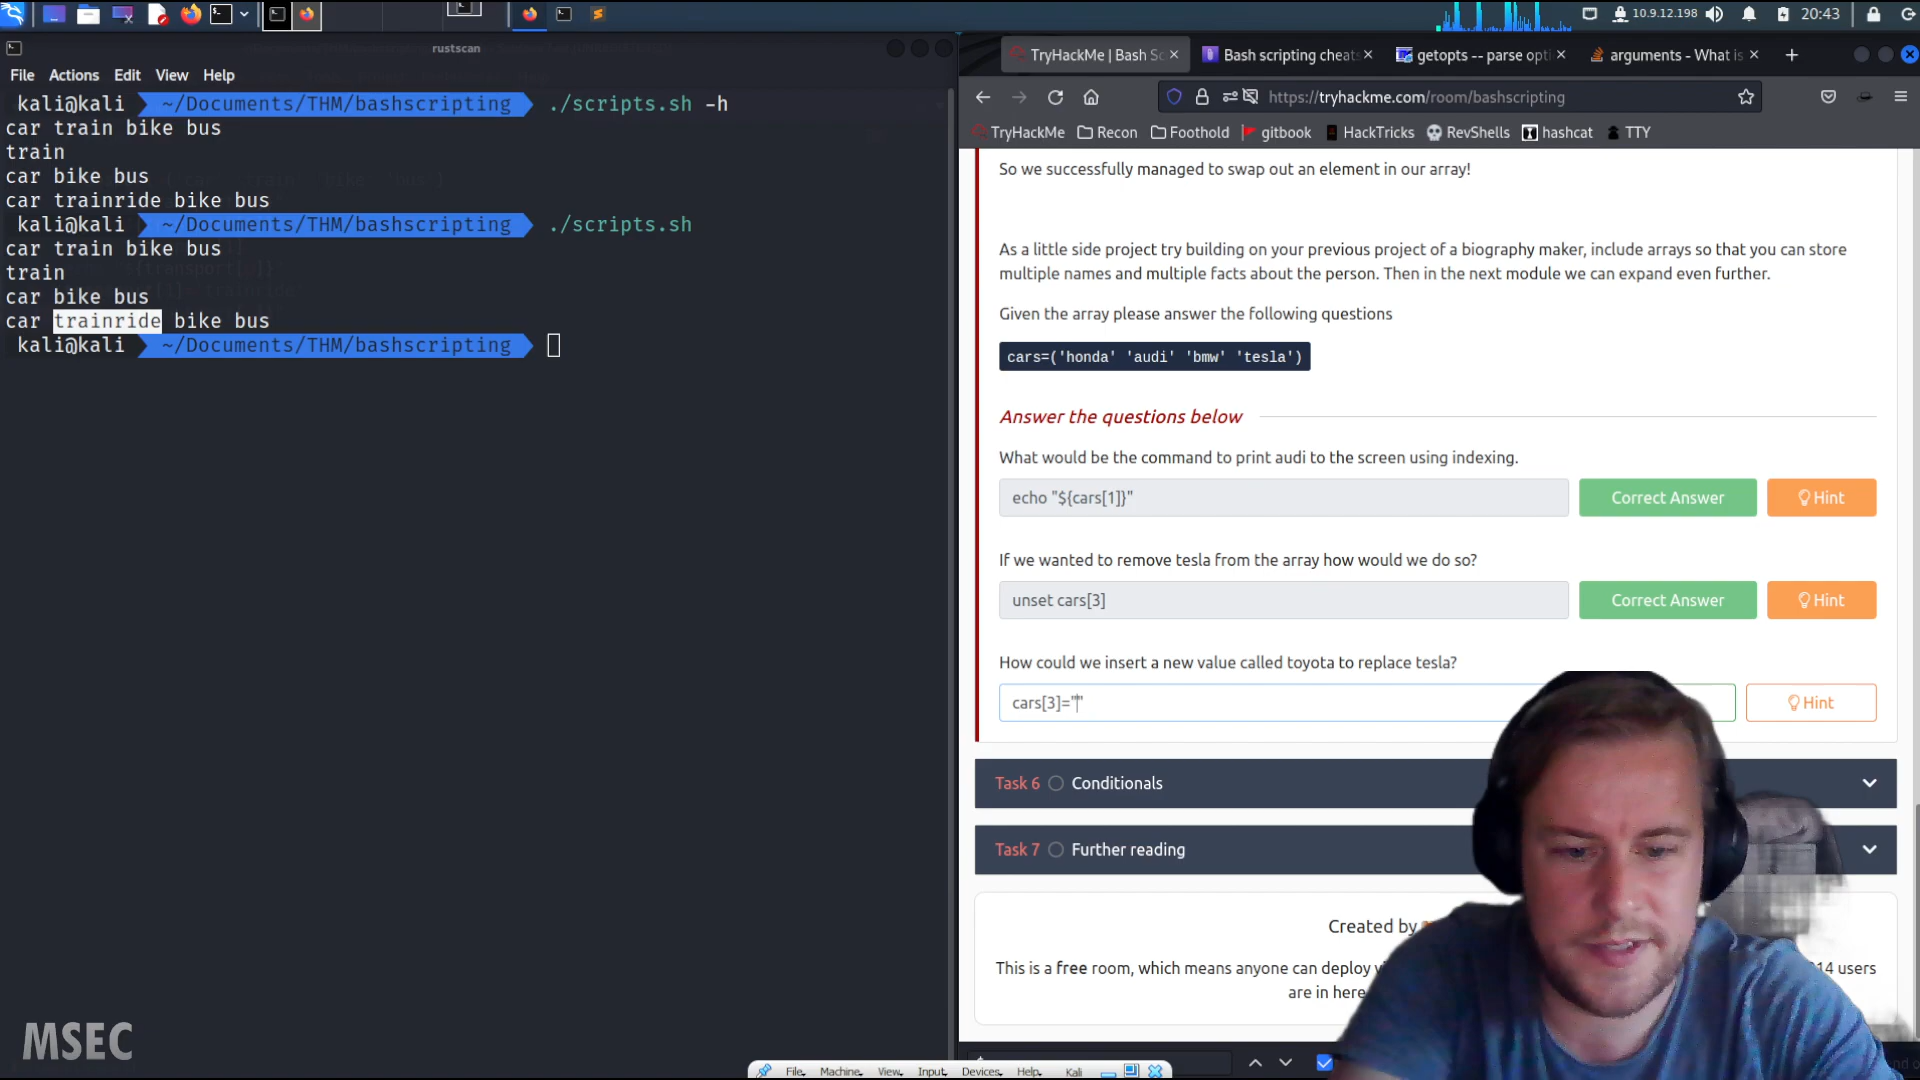 10.9.12.198 20:43
rustscan
File Actions Edit View Help
kali@kali ~/Documents/THM/bashscripting ./scripts.sh -h
car train bike bus
train
car bike bus
car trainride bike bus
kali@kali ~/Documents/THM/bashscripting ./scripts.sh
car train bike bus
train
car bike bus
car trainride bike bus
kali@kali ~/Documents/THM/bashscripting
MSEC
TryHackMe | Bash Sc
Bash scripting cheats
getopts -- parse opti
arguments - What is
https://tryhackme.com/room/bashscripting
TryHackMe Recon Foothold gitbook HackTricks RevShells hashcat TTY
So we successfully managed to swap out an element in our array!
As a little side project try building on your previous project of a biography maker, include arrays so that you can store
multiple names and multiple facts about the person. Then in the next module we can expand even further.
Given the array please answer the following questions
cars=('honda' 'audi' 'bmw' 'tesla')
Answer the questions below
What would be the command to print audi to the screen using indexing.
echo "${cars[1]}"
Correct Answer Hint
If we wanted to remove tesla from the array how would we do so?
unset cars[3]
Correct Answer Hint
How could we insert a new value called toyota to replace tesla?
cars[3]=""
Hint
Task 6 Conditionals
Task 7 Further reading
Created by
This is a free room, which means anyone can deploy 014 users
are in here
File Machine View Input Devices Help Kali